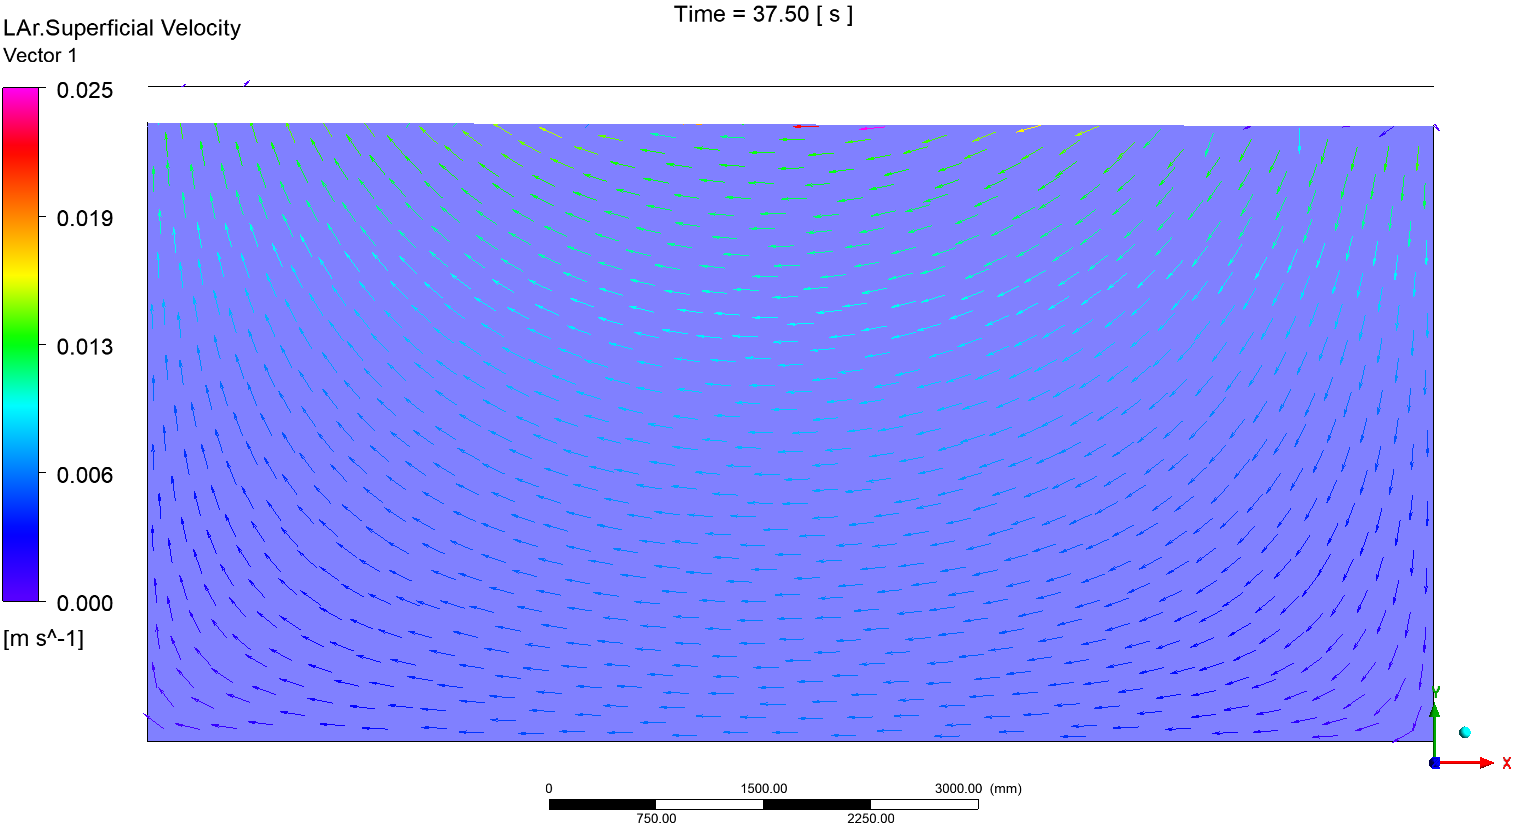 Time = 37.50 [ s ]
LAr.Superficial Velocity
Vector 1
0.025
0.019
0.013
0.006
0.000
[m s^-1]
Y
X
0 1500.00 3000.00 (mm)
750.00 2250.00